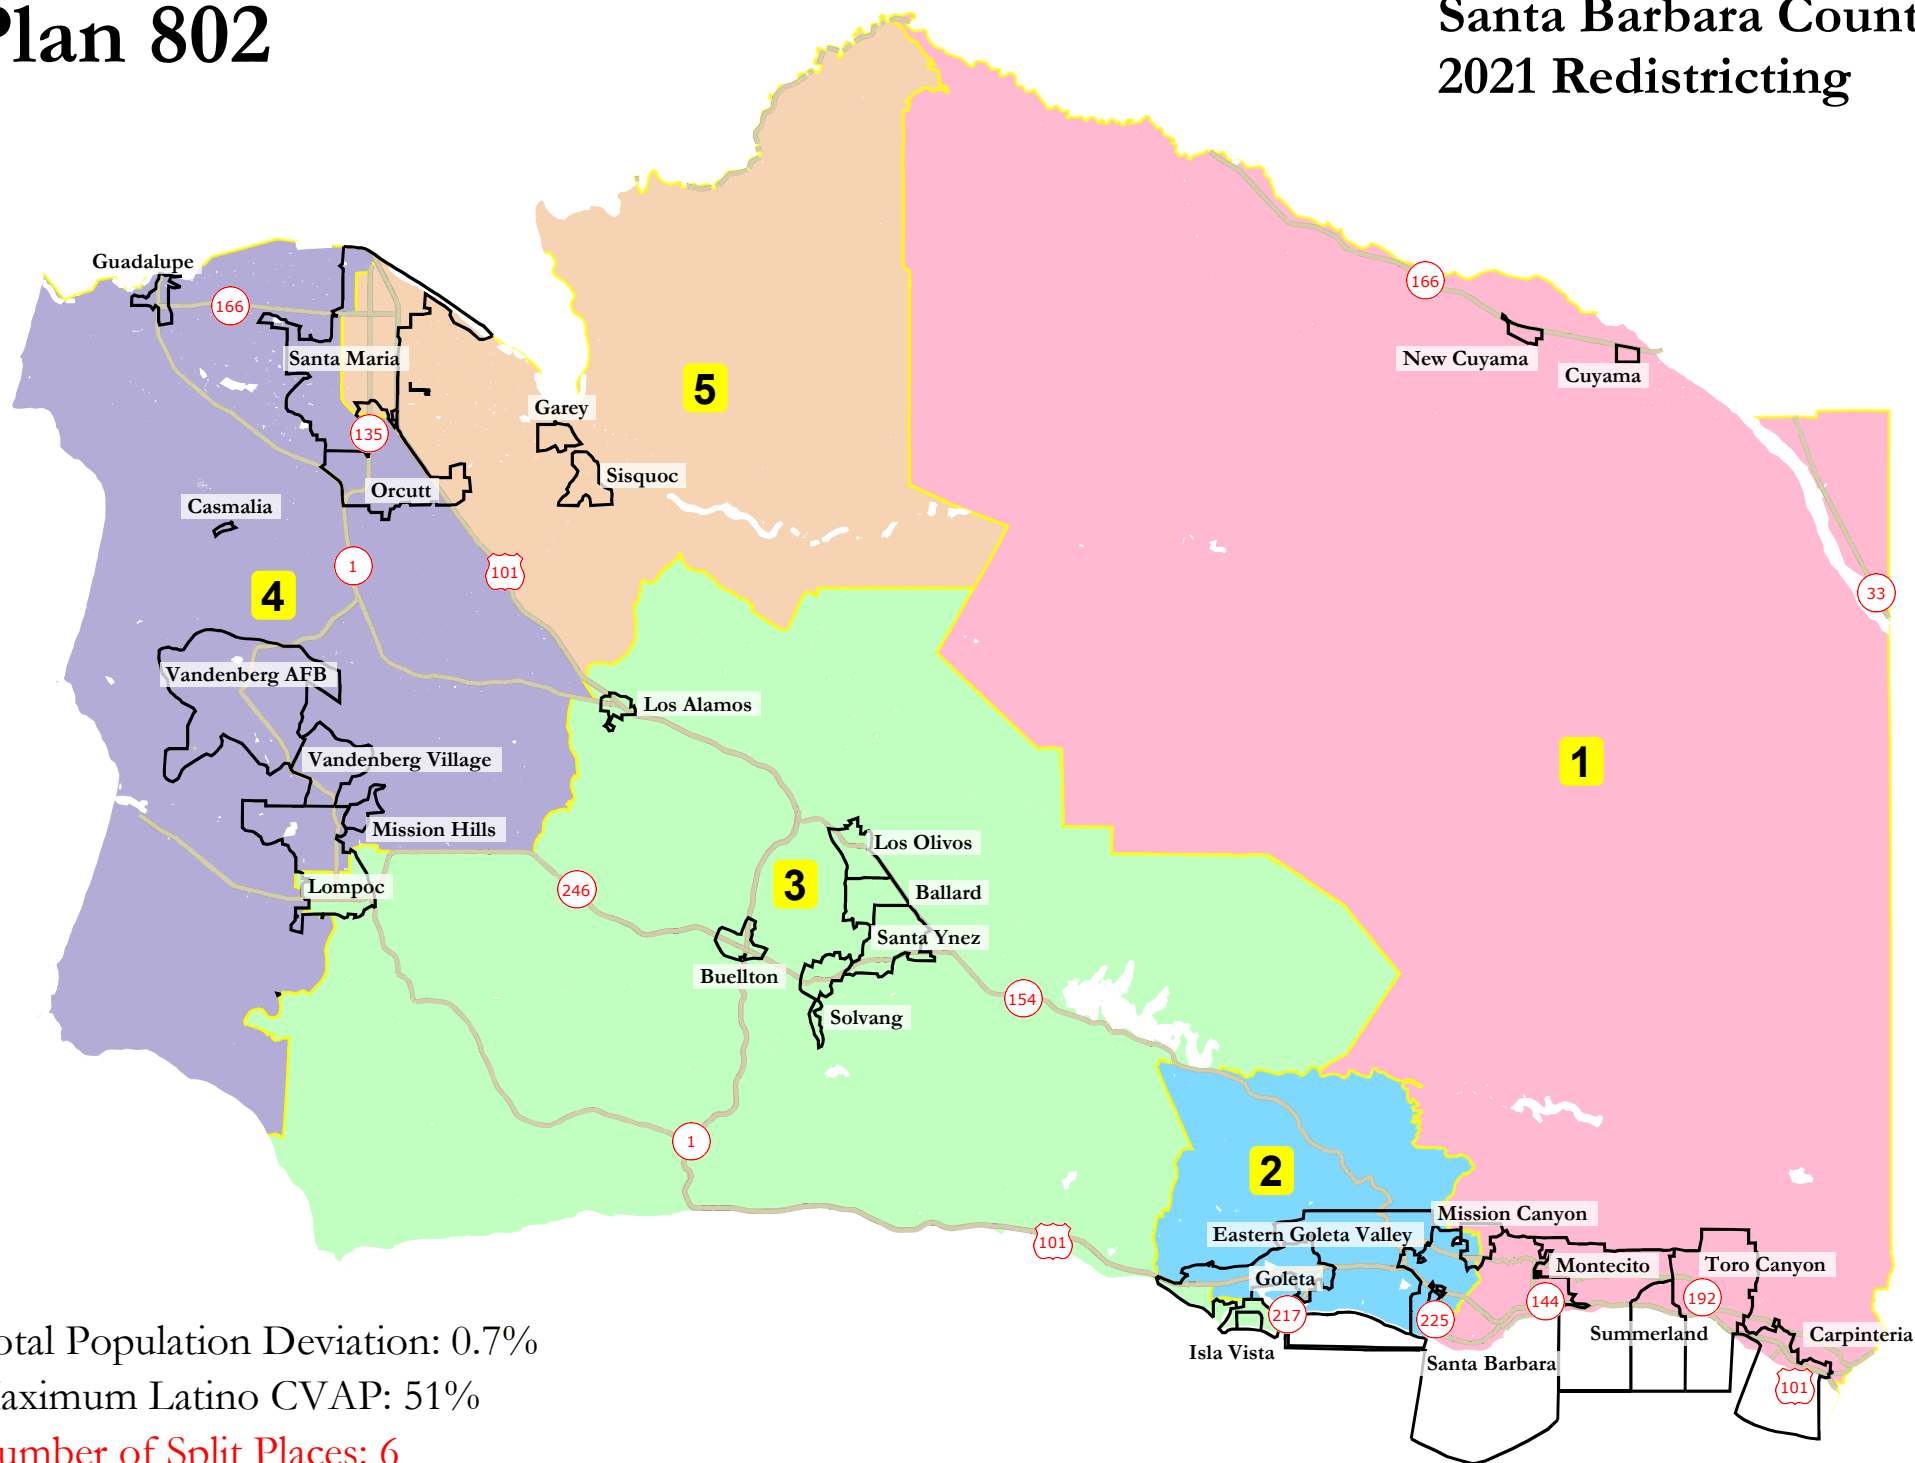 Plan 802
Santa Barbara Count
2021 Redistricting
Guadalupe
166
Santa Maria
135
Orcutt
Casmalia
1
101
4
Vandenberg AFB
Vandenberg Village
Mission Hills
Lompoc
5
Garey
Sisquoc
166
New Cuyama
Cuyama
33
1
Los Alamos
246
3
Los Olivos
Ballard
Santa Ynez
Buellton
Solvang
154
1
101
2
Mission Canyon
Eastern Goleta Valley
Goleta
217
Isla Vista
225
144
Montecito
Toro Canyon
192
Summerland
Santa Barbara
Carpinteria
101
otal Population Deviation: 0.7%
aximum Latino CVAP: 51%
umber of Split Places: 6